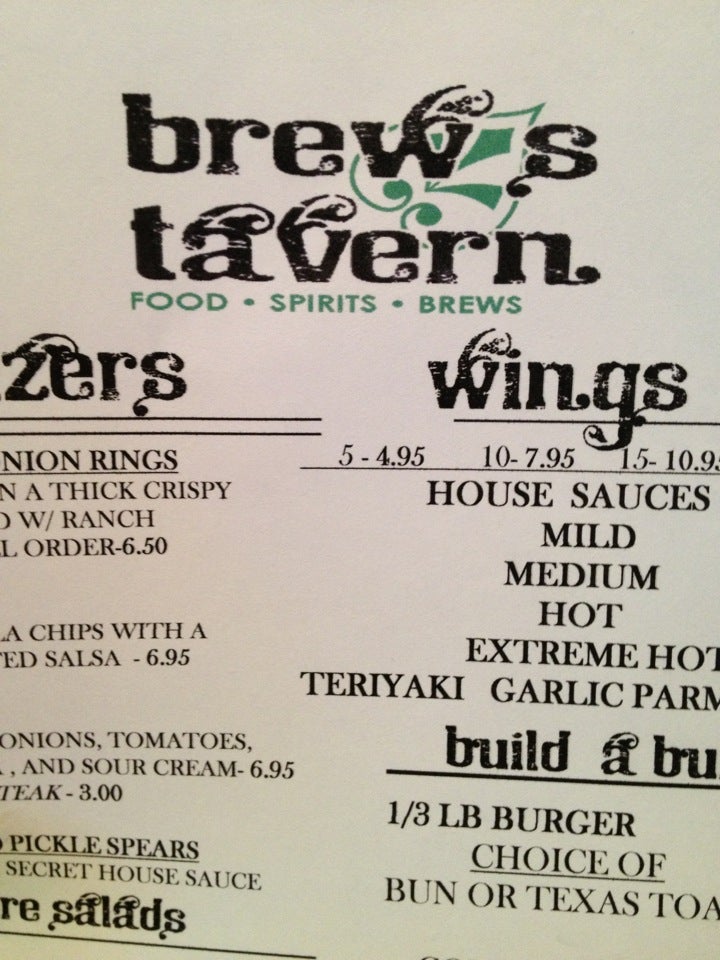 brew's
tavern
FOOD • SPIRITS • BREWS
zers
NION RINGS
N A THICK CRISPY
D W/ RANCH
L ORDER-6.50
LA CHIPS WITH A
TED SALSA - 6.95
ONIONS, TOMATOES,
, AND SOUR CREAM- 6.95
TEAK - 3.00
PICKLE SPEARS
SECRET HOUSE SAUCE
re salads
wings
5 - 4.95 10- 7.95 15- 10.95
HOUSE SAUCES
MILD
MEDIUM
HOT
EXTREME HOT
TERIYAKI GARLIC PARM
build a bu
1/3 LB BURGER
CHOICE OF
BUN OR TEXAS TOA